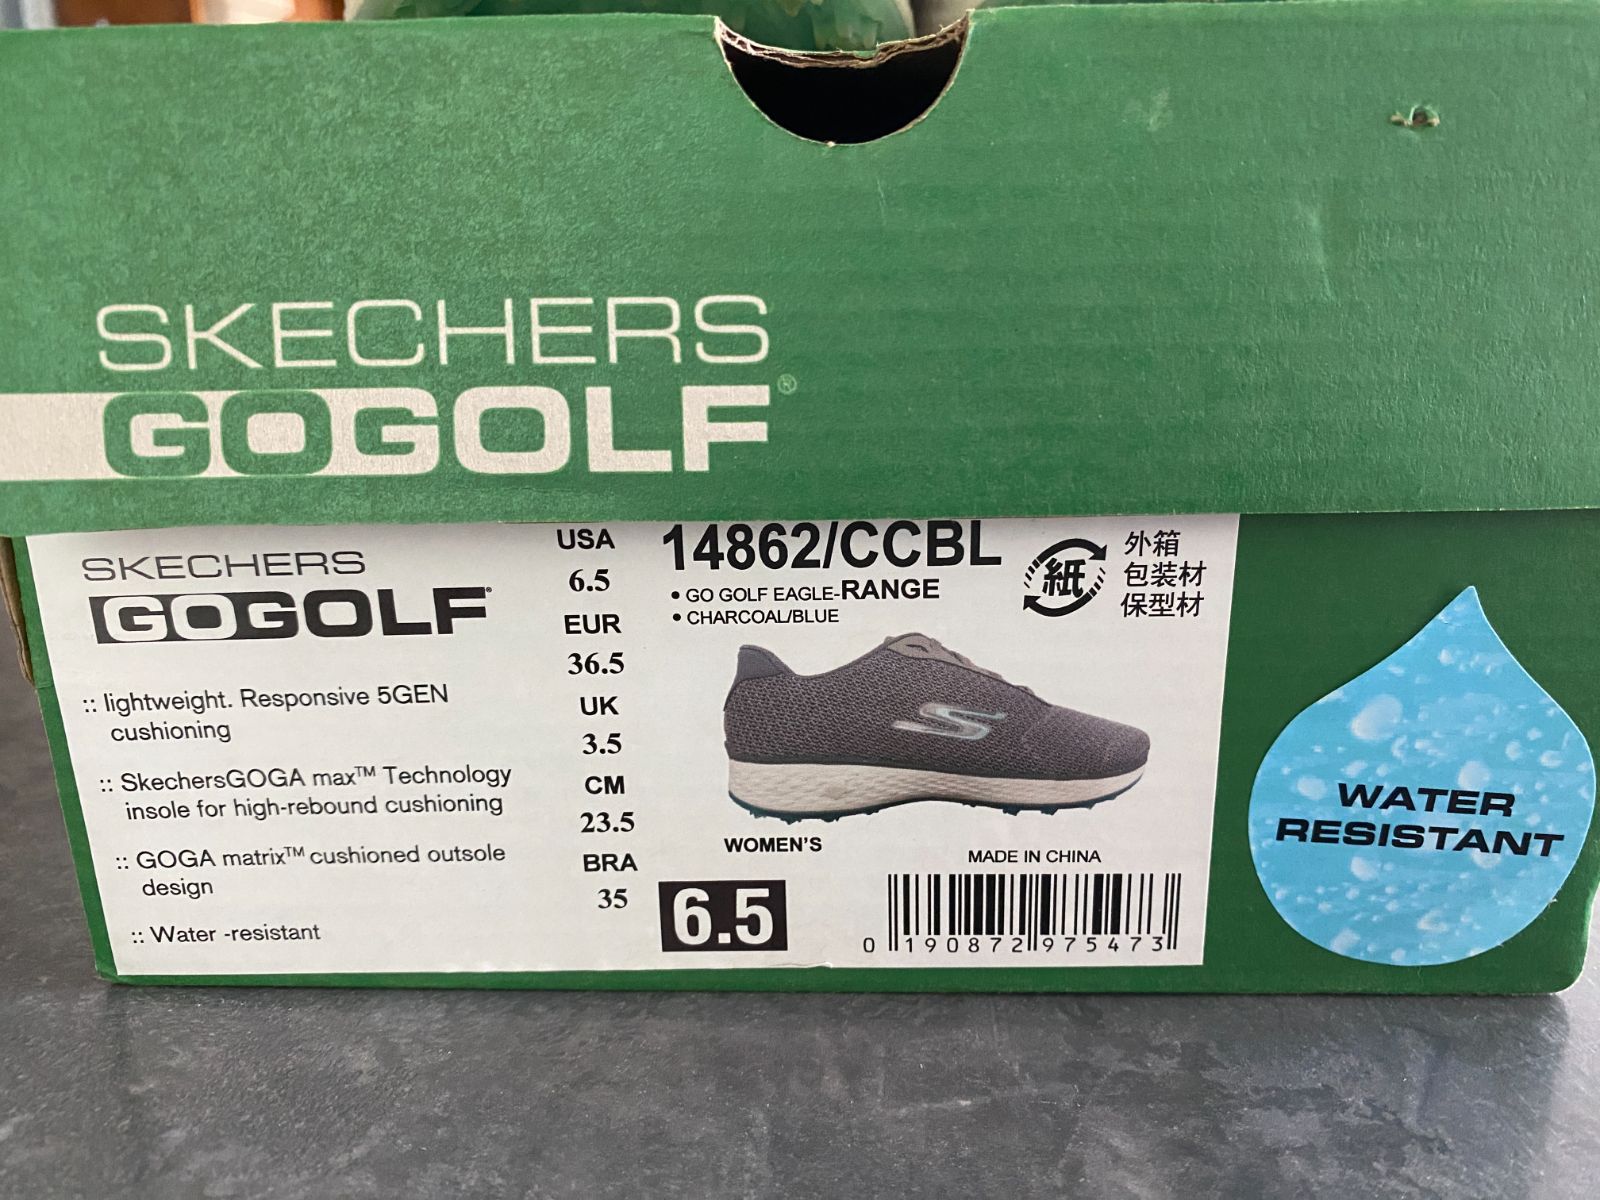 SKECHERS
GOGOLF®
SKECHERS
GOGOLF®
:: lightweight. Responsive 5GEN
cushioning
:: SkechersGOGA max™ Technology
insole for high-rebound cushioning
:: GOGA matrix™ cushioned outsole
design
:: Water -resistant
USA
6.5
EUR
36.5
UK
3.5
CM
23.5
BRA
35
14862/CCBL
• GO GOLF EAGLE-RANGE
• CHARCOAL/BLUE
紙
外箱
包装材
保型材
WOMEN'S
6.5
MADE IN CHINA
0 190872 975473
WATER
RESISTANT